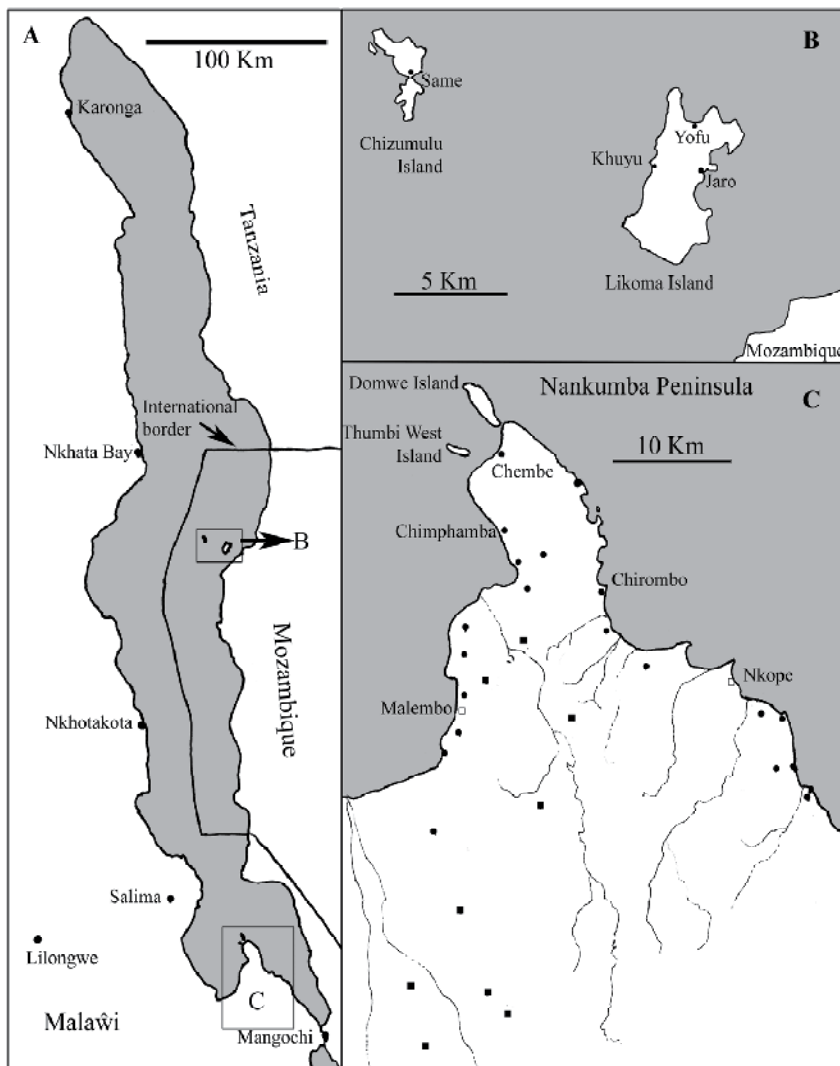 A
100 Km
Karonga
Tanzania
International
border
Nkhata Bay
B
Mozambique
Nkhotakota
Salima
Lilongwe
C
Malaŵi
Mangochi
B
Same
Chizumulu
Island
Yofu
Khuyu
Jaro
5 Km
Likoma Island
Mozambique
Domwe Island
Nankumba Peninsula
C
Thumbi West
Island
10 Km
Chembe
Chimphamba
Chirombo
Nkope
Malembo